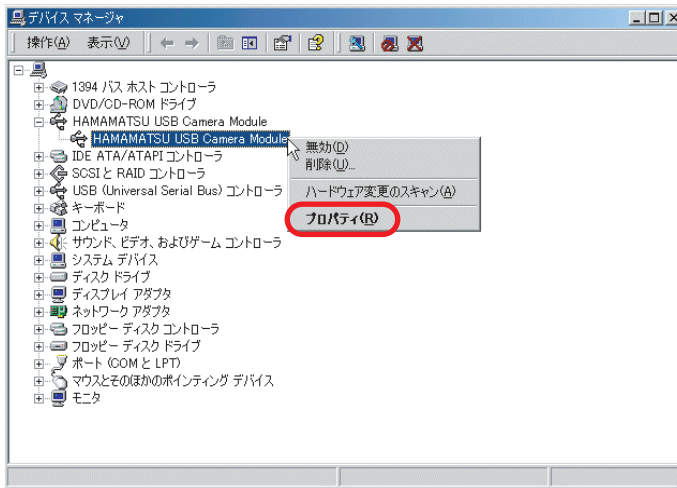 デバイス マネージャ
操作(A) 表示(V)
1394 バス ホスト コントローラ
DVD/CD-ROM ドライブ
HAMAMATSU USB Camera Module
HAMAMATSU USB Camera Module
無効(D)
削除(U)...
IDE ATA/ATAPI コントローラ
SCSI と RAID コントローラ
USB (Universal Serial Bus) コントローラ
ハードウェア変更のスキャン(A)
キーボード
プロパティ(R)
コンピュータ
サウンド、ビデオ、およびゲーム コントローラ
システム デバイス
ディスク ドライブ
ディスプレイ アダプタ
ネットワーク アダプタ
フロッピー ディスク コントローラ
フロッピー ディスク ドライブ
ポート (COM と LPT)
マウスとそのほかのポインティング デバイス
モニタ